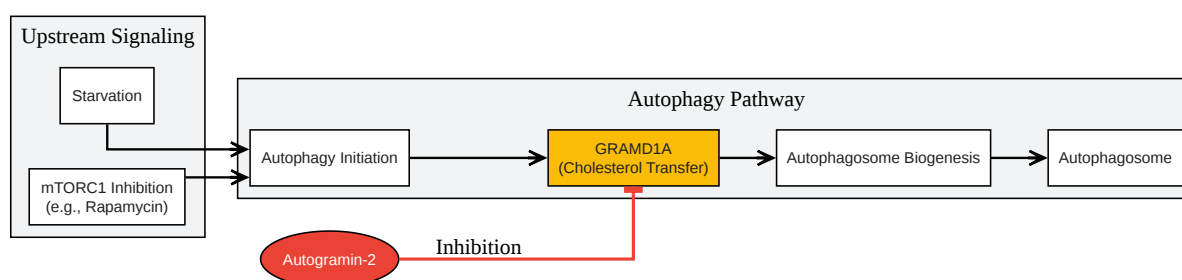 Upstream Signaling
Starvation
mTORC1 Inhibition
(e.g., Rapamycin)
Autophagy Pathway
Autophagy Initiation
GRAMD1A
(Cholesterol Transfer)
Autophagosome Biogenesis
Autophagosome
Inhibition
Autogramin-2